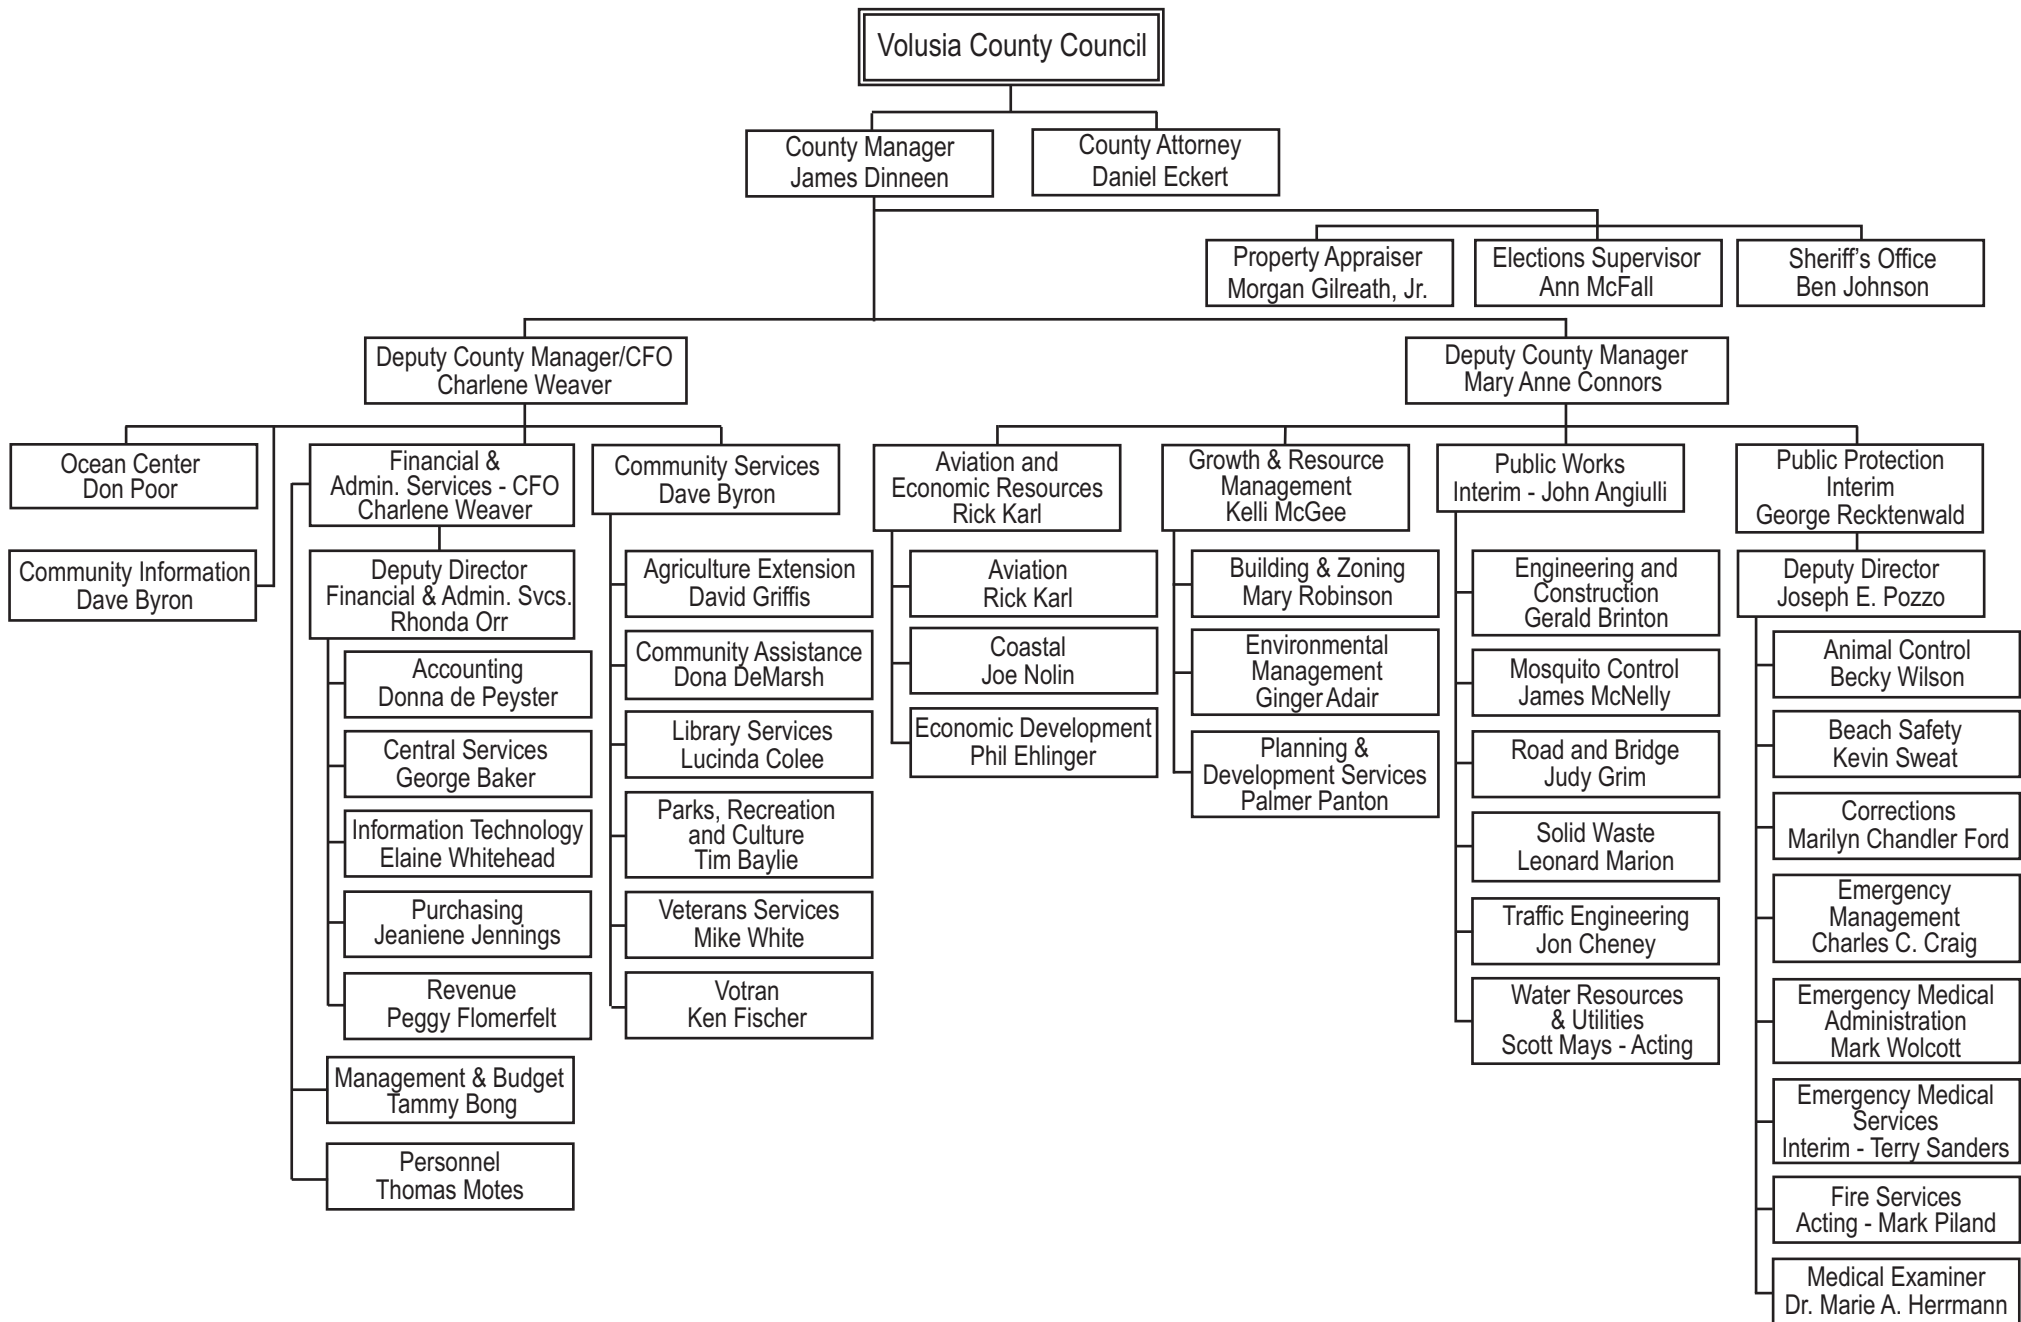 Volusia County Council
County Manager
James Dinneen
County Attorney
Daniel Eckert
Property Appraiser
Morgan Gilreath, Jr.
Elections Supervisor
Ann McFall
Sheriff's Office
Ben Johnson
Deputy County Manager/CFO
Charlene Weaver
Deputy County Manager
Mary Anne Connors
Ocean Center
Don Poor
Community Information
Dave Byron
Financial &
Admin. Services - CFO
Charlene Weaver
Deputy Director
Financial & Admin. Svcs.
Rhonda Orr
Accounting
Donna de Peyster
Central Services
George Baker
Information Technology
Elaine Whitehead
Purchasing
Jeaniene Jennings
Revenue
Peggy Flomerfelt
Management & Budget
Tammy Bong
Personnel
Thomas Motes
Community Services
Dave Byron
Agriculture Extension
David Griffis
Community Assistance
Dona DeMarsh
Library Services
Lucinda Colee
Parks, Recreation
and Culture
Tim Baylie
Veterans Services
Mike White
Votran
Ken Fischer
Aviation and
Economic Resources
Rick Karl
Aviation
Rick Karl
Coastal
Joe Nolin
Economic Development
Phil Ehlinger
Growth & Resource
Management
Kelli McGee
Building & Zoning
Mary Robinson
Environmental
Management
Ginger Adair
Planning &
Development Services
Palmer Panton
Public Works
Interim - John Angiulli
Engineering and
Construction
Gerald Brinton
Mosquito Control
James McNelly
Road and Bridge
Judy Grim
Solid Waste
Leonard Marion
Traffic Engineering
Jon Cheney
Water Resources
& Utilities
Scott Mays - Acting
Public Protection
Interim
George Recktenwald
Deputy Director
Joseph E. Pozzo
Animal Control
Becky Wilson
Beach Safety
Kevin Sweat
Corrections
Marilyn Chandler Ford
Emergency
Management
Charles C. Craig
Emergency Medical
Administration
Mark Wolcott
Emergency Medical
Services
Interim - Terry Sanders
Fire Services
Acting - Mark Piland
Medical Examiner
Dr. Marie A. Herrmann